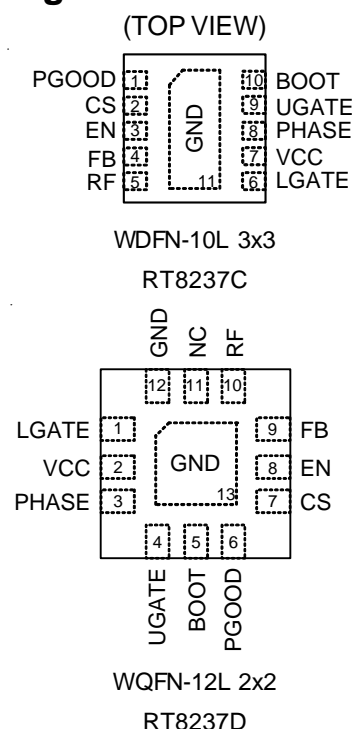 (TOP VIEW)
PGOOD 1 10 BOOT
CS 2 9 UGATE
EN 3 GND 8 PHASE
FB 4 7 VCC
RF 5 11 6 LGATE
WDFN-10L 3x3
RT8237C
GND NC RF
12 11 10
LGATE 1 9 FB
VCC 2 GND 8 EN
PHASE 3 13 7 CS
4 5 6
UGATE BOOT PGOOD
WQFN-12L 2x2
RT8237D